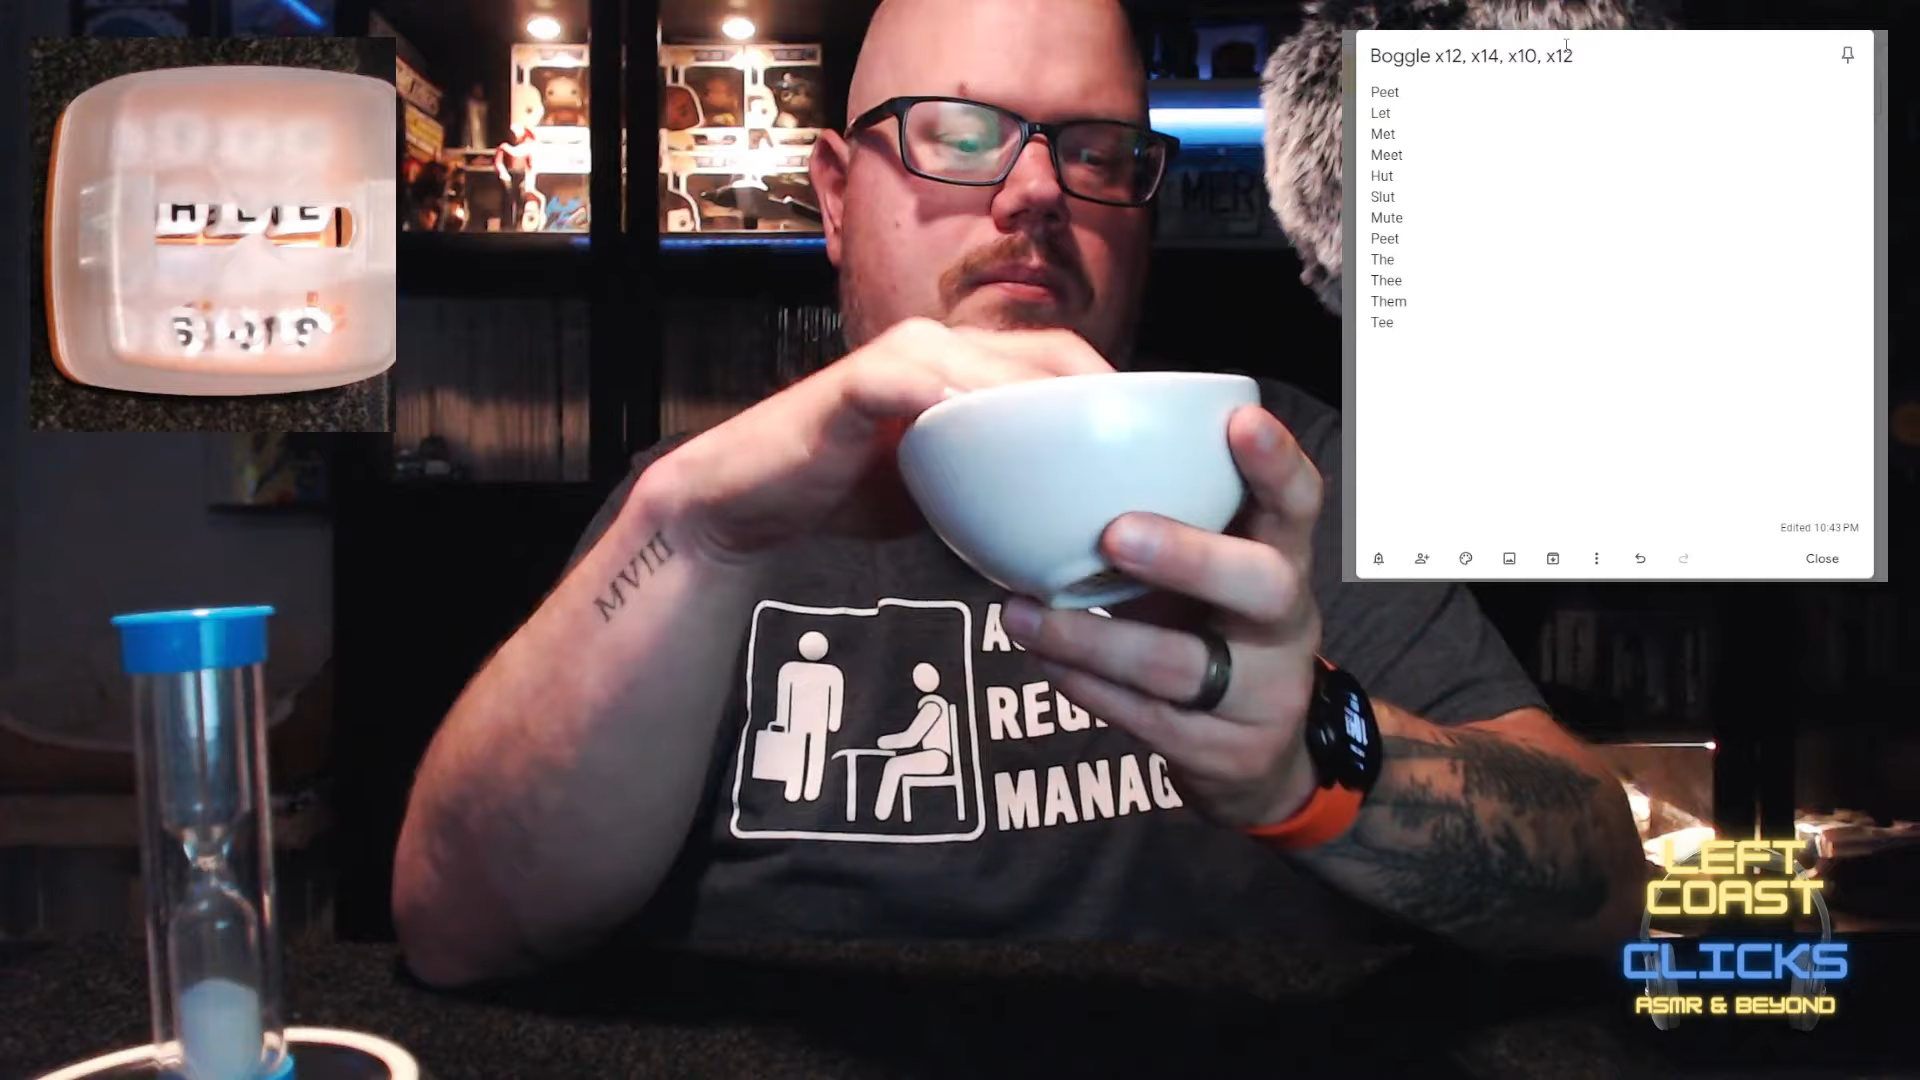 Boggle x12, x14, x10, x12
Peet
Let
Met
Meet
Hut
Slut
Mute
Peet
The
Thee
Them
Tee
Edited 10:43 PM
Close
MVIII
MANAG
LEFT
COAST
CLICKS
ASMR & BEYOND